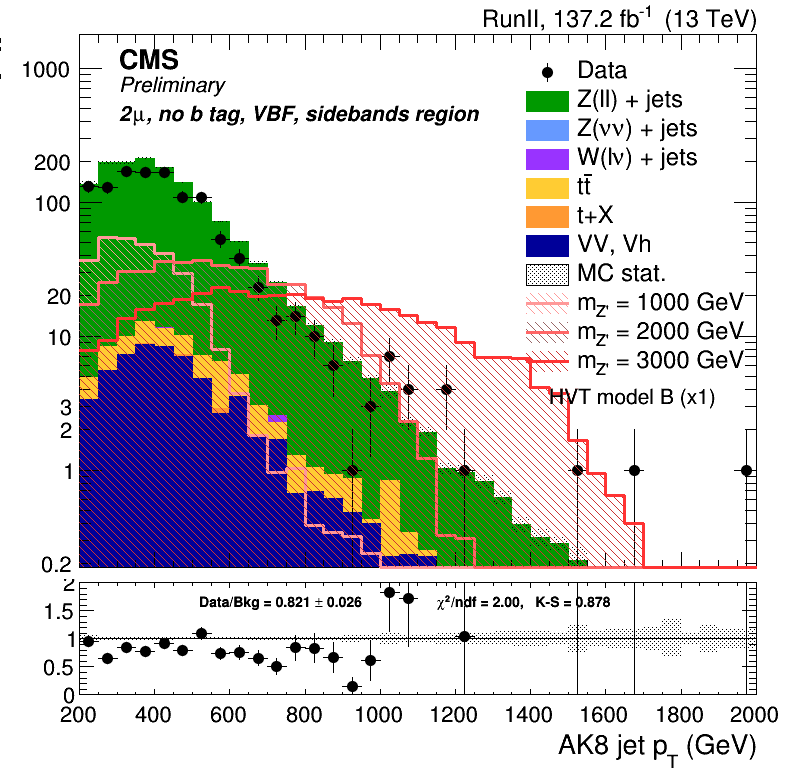 RunII, 137.2 fb⁻¹ (13 TeV)
CMS
Preliminary
2μ, no b tag, VBF, sidebands region
Data
Z(ll) + jets
Z(νν) + jets
W(lν) + jets
tt̄
t+X
VV, Vh
MC stat.
m_Z' = 1000 GeV
m_Z' = 2000 GeV
m_Z' = 3000 GeV
HVT model B (x1)
1000
200
100
20
10
3
2
1
0.2
Data/Bkg = 0.821 ± 0.026 χ²/ndf = 2.00, K-S = 0.878
2
1.5
1
0.5
0
200 400 600 800 1000 1200 1400 1600 1800 2000
AK8 jet p_T (GeV)